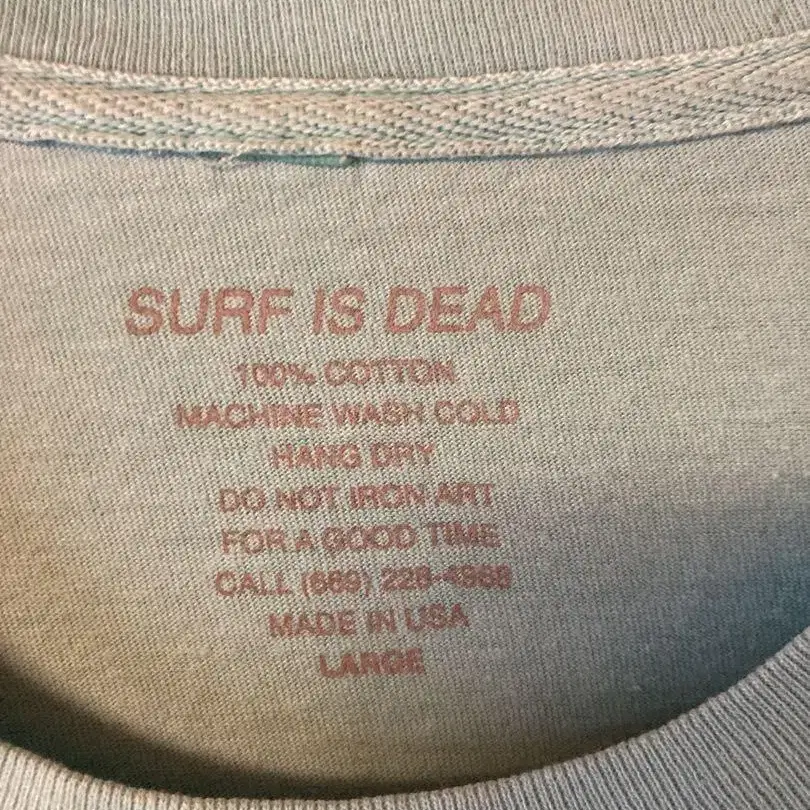 SURF IS DEAD
100% COTTON
MACHINE WASH COLD
HANG DRY
DO NOT IRON ART
FOR A GOOD TIME
CALL (669) 228-4968
MADE IN USA
LARGE